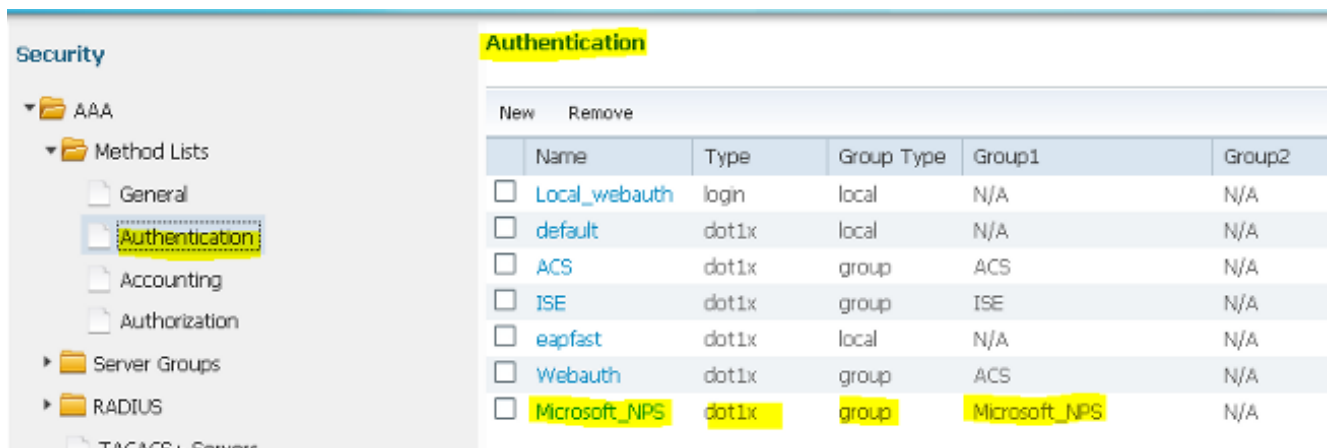 Security
AAA
Method Lists
General
Authentication
Accounting
Authorization
Server Groups
RADIUS
TACACS+ Servers
Authentication
New Remove
Name Type Group Type Group1 Group2
Local_webauth login local N/A N/A
default dot1x local N/A N/A
ACS dot1x group ACS N/A
ISE dot1x group ISE N/A
eapfast dot1x local N/A N/A
Webauth dot1x group ACS N/A
Microsoft_NPS dot1x group Microsoft_NPS N/A